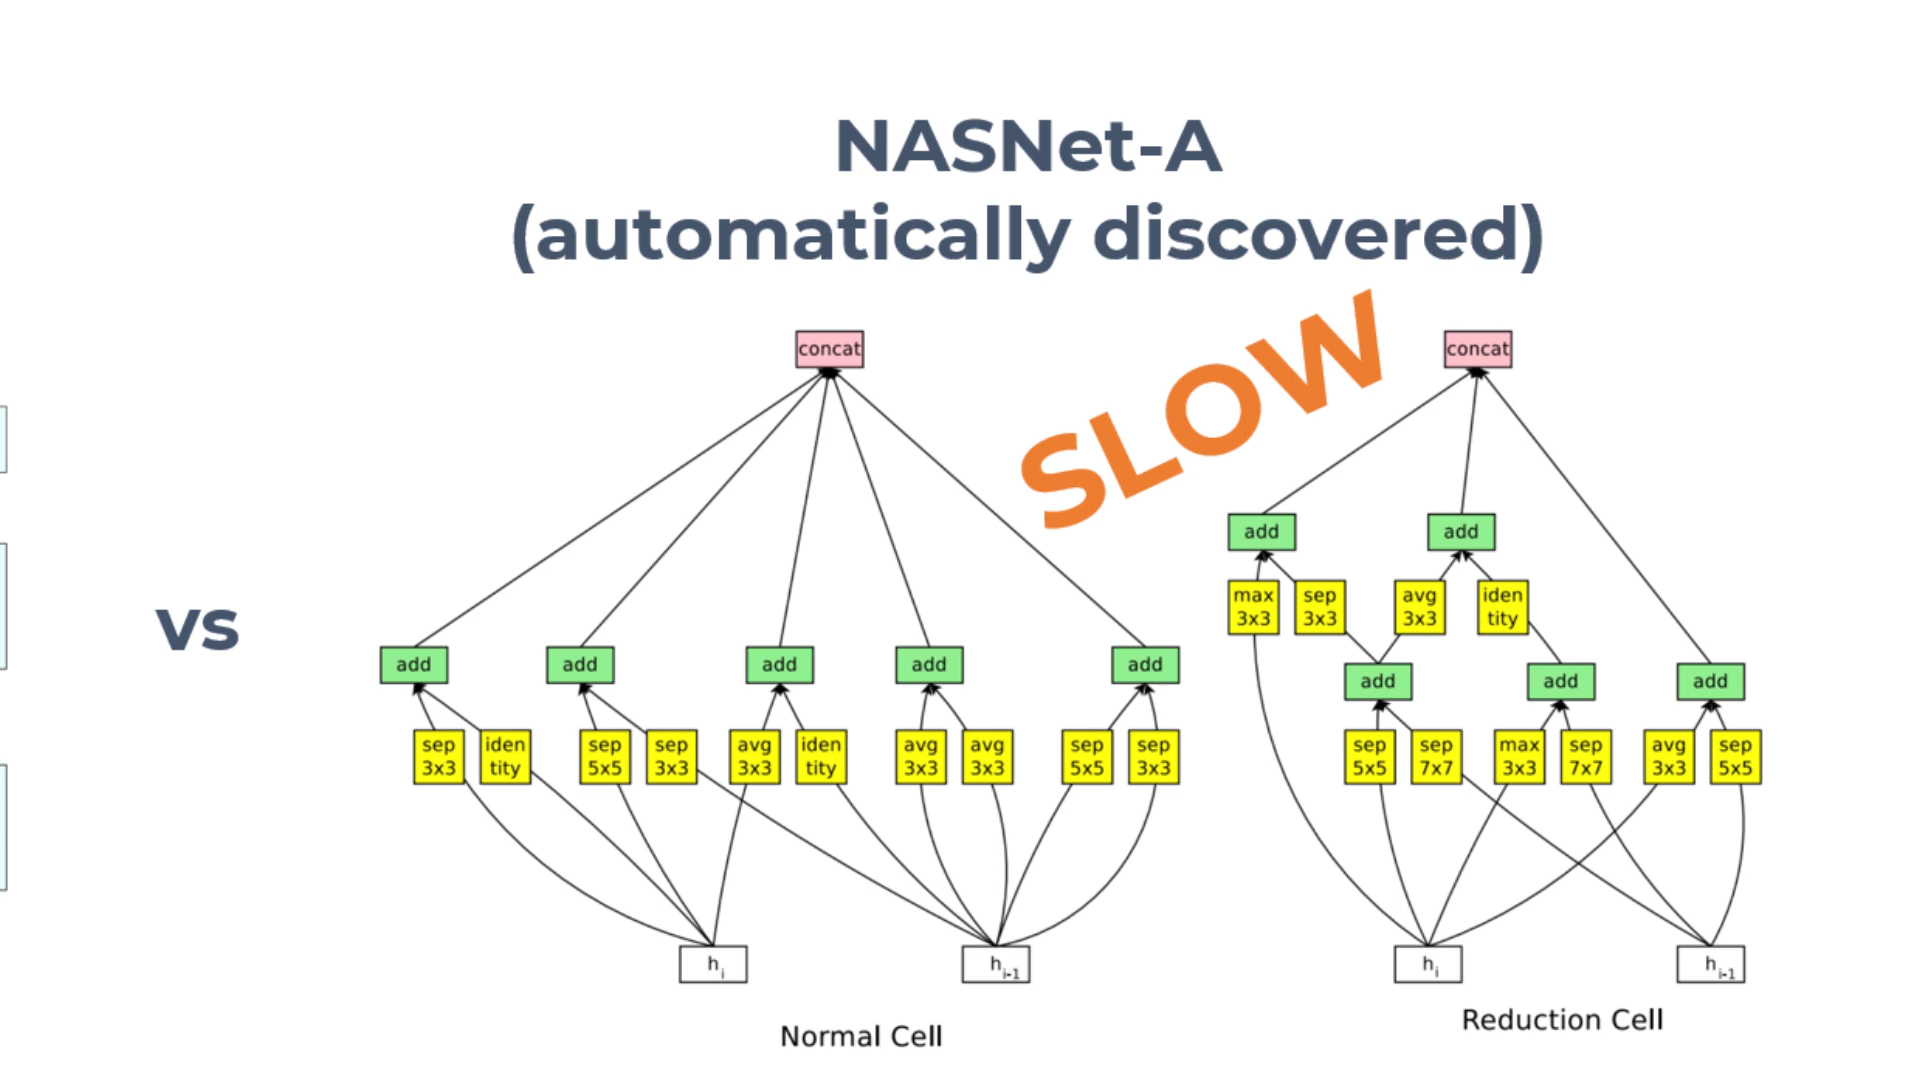 NASNet-A
(automatically discovered)
SLOW
vs
concat
add
add
add
add
add
sep
3x3
iden
tity
sep
5x5
sep
3x3
avg
3x3
iden
tity
avg
3x3
avg
3x3
sep
5x5
sep
3x3
hi
hi-1
Normal Cell
concat
add
add
max
3x3
sep
3x3
avg
3x3
iden
tity
add
add
add
sep
5x5
sep
7x7
max
3x3
sep
7x7
avg
3x3
sep
5x5
hi
hi-1
Reduction Cell